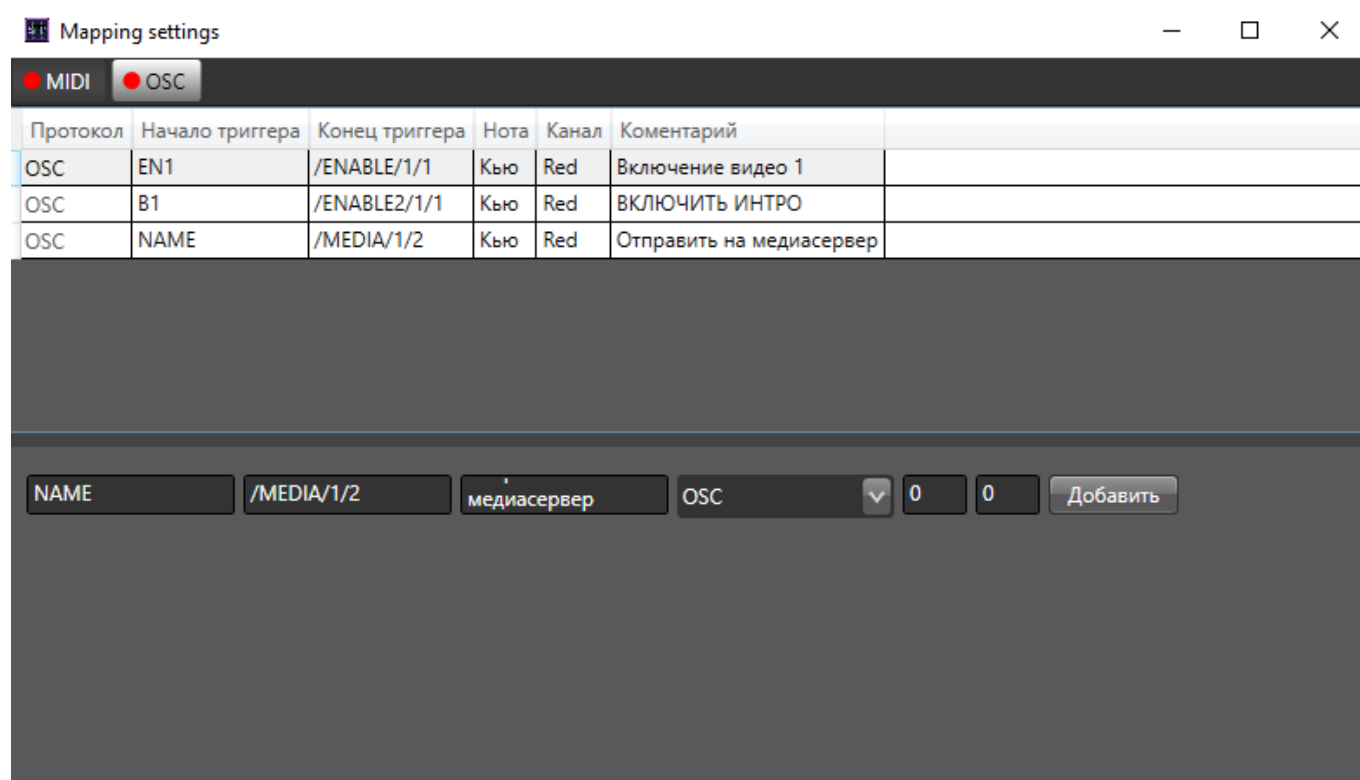 Mapping settings
MIDI OSC
Протокол Начало триггера Конец триггера Нота Канал Коментарий
OSC EN1 /ENABLE/1/1 Кью Red Включение видео 1
OSC B1 /ENABLE2/1/1 Кью Red ВКЛЮЧИТЬ ИНТРО
OSC NAME /MEDIA/1/2 Кью Red Отправить на медиасервер
NAME /MEDIA/1/2 медиасервер OSC 0 0 Добавить